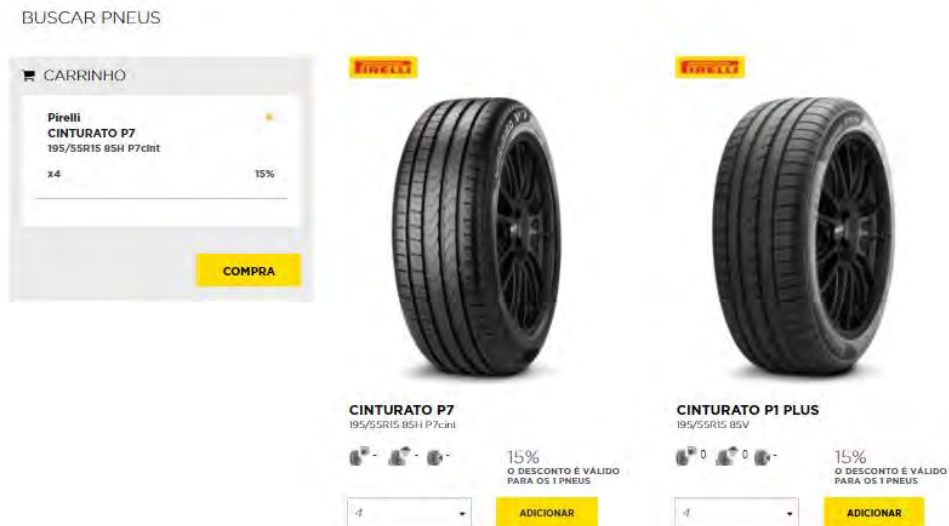 BUSCAR PNEUS
CARRINHO
Pirelli
CINTURATO P7
195/55R15 85H P7cint
x4 15%
COMPRA
PIRELLI
CINTURATO P7
195/55R15 85H P7cint
- - -
15%
O DESCONTO É VÁLIDO
PARA OS 1 PNEUS
4
ADICIONAR
PIRELLI
CINTURATO P1 PLUS
195/55R15 85V
0 0 -
15%
O DESCONTO É VÁLIDO
PARA OS 1 PNEUS
4
ADICIONAR